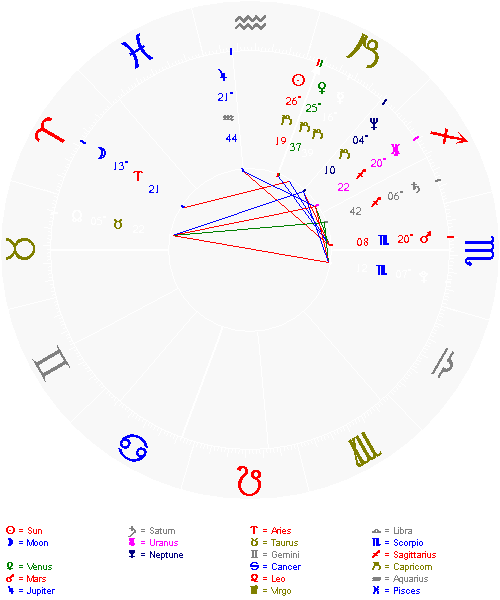 21° 44
26° 19
25° 37
04° 10
20° 22
06° 42
20° 08
13° 21
☉ = Sun ♄ = Saturn ♈ = Aries ♎ = Libra
☽ = Moon ♅ = Uranus ♉ = Taurus ♏ = Scorpio
♆ = Neptune ♊ = Gemini ♐ = Sagittarius
♀ = Venus ♋ = Cancer ♑ = Capricorn
♂ = Mars ♌ = Leo ♒ = Aquarius
♃ = Jupiter ♍ = Virgo ♓ = Pisces